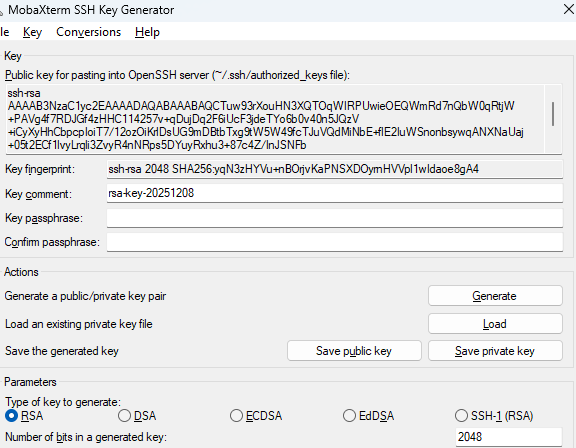 MobaXterm SSH Key Generator
le Key Conversions Help
Key
Public key for pasting into OpenSSH server (~/.ssh/authorized_keys file):
ssh-rsa
AAAAB3NzaC1yc2EAAAADAQABAAABAQCTuw93rXouHN3XQTOqWIRPUwieOEQWmRd7nQbW0qRtjW
+PAVg4f7RDJGf4zHHC114257v+qDujDq2F6iUcF3jdeTYo6b0v40n5JQzV
+iCyXyHhCbpcpIoiT7/12ozOiKrIDsUG9mDBtbTxg9tW5W49fcTJuVQdMiNbE+flE2luWSnonbsywqANXNaUaj
+05t2ECf1lvyLrqli3ZvyR4nNRps5DYuyRxhu3+87c4Z/InJSNFb
Key fingerprint: ssh-rsa 2048 SHA256:yqN3zHYVu+nBOrjvKaPNSXDOymHVVpl1wIdaoe8gA4
Key comment: rsa-key-20251208
Key passphrase:
Confirm passphrase:
Actions
Generate a public/private key pair Generate
Load an existing private key file Load
Save the generated key Save public key Save private key
Parameters
Type of key to generate:
RSA DSA ECDSA EdDSA SSH-1 (RSA)
Number of bits in a generated key: 2048